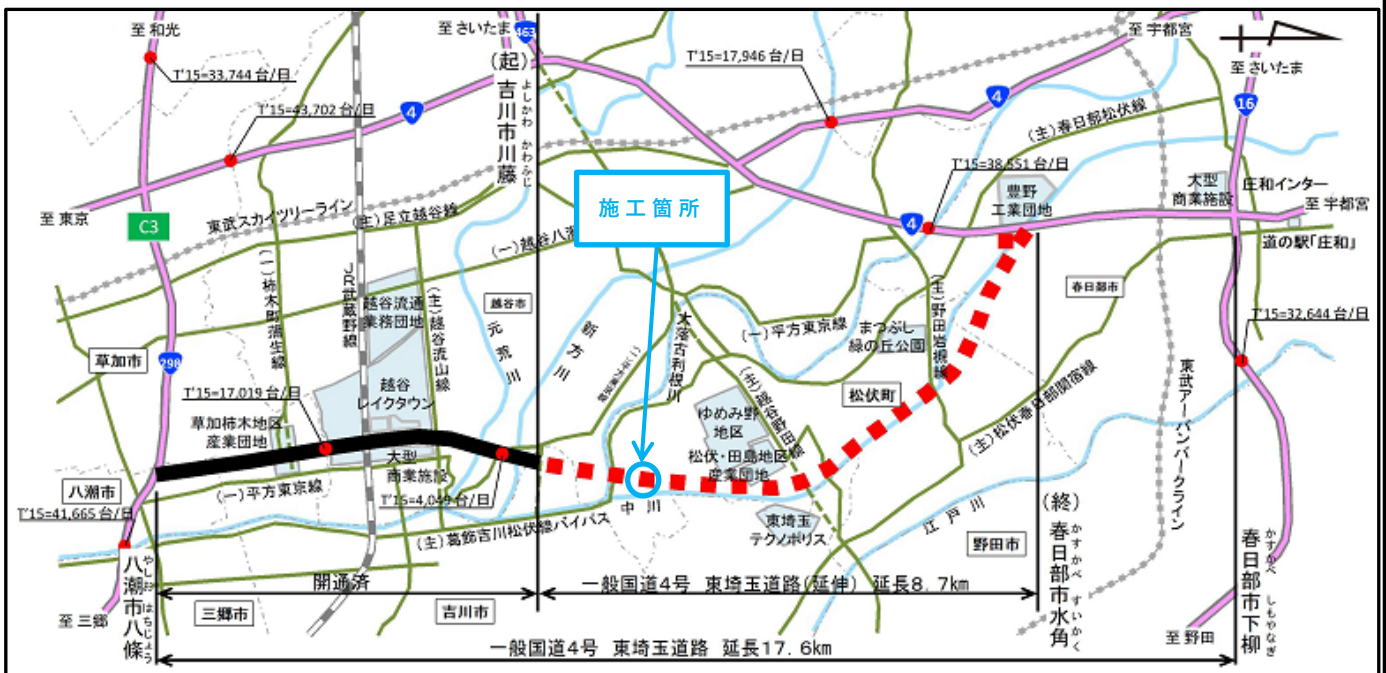 至 和光
至 さいたま
463
至 宇都宮
至 さいたま
T'15=33,744 台/日
(起)
吉川市川藤
よしかわ かわふじ
T'15=17,946 台/日
T'15=43,702 台/日
4
4
16
(主)春日部松伏線
T'15=38,551 台/日
施工箇所
豊野
工業団地
大型
商業施設
庄和インター
至 宇都宮
道の駅「庄和」
至 東京
C3
東武スカイツリーライン
(主)足立越谷線
(一)越谷八潮
4
(一)柿木町蒲生線
JR武蔵野線
越谷流通
業務団地
(主)越谷流山線
越谷市
元荒川
新方川
大落古利根川
(一)平方東京線
まつぶし
緑の丘公園
(主)野田岩槻線
春日部市
T'15=32,644 台/日
草加市
298
越谷
レイクタウン
T'15=17,019 台/日
草加柿木地区
産業団地
ゆめみ野
地区
(主)越谷野田線
松伏町
(主)松伏春日部関宿線
東武アーバンパークライン
大型
商業施設
松伏・田島地区
産業団地
八潮市
(一)平方東京線
T'15=4,049 台/日
中川
T'15=41,665 台/日
(主)葛飾吉川松伏線バイパス
東埼玉
テクノポリス
江戸川
野田市
(終)
春日部市水角
かすかべ すいかく
春日部市下柳
かすかべ しもやなぎ
八潮市八條
やしお はちじょう
開通済
一般国道4号 東埼玉道路(延伸) 延長8.7km
至 三郷
三郷市
吉川市
至 野田
一般国道4号 東埼玉道路 延長17.6km